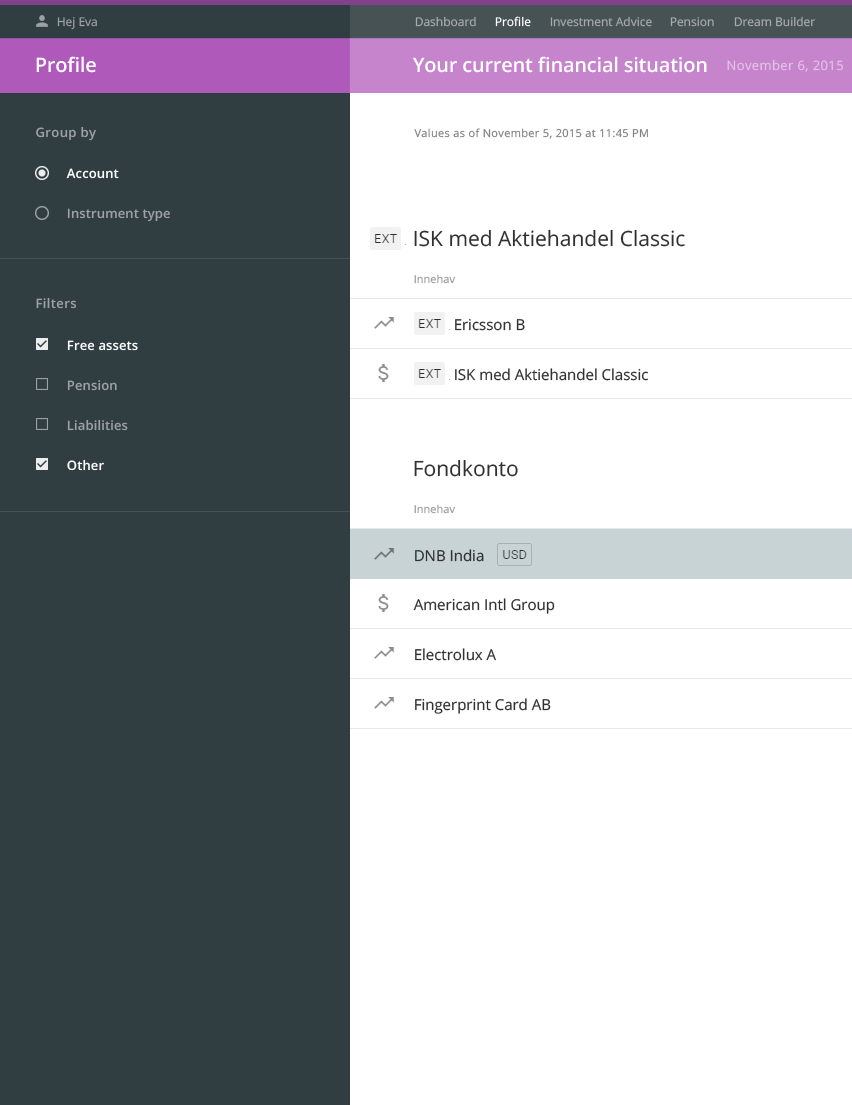 Hej Eva
Dashboard Profile Investment Advice Pension Dream Builder
Profile
Your current financial situation November 6, 2015
Group by
Account
Instrument type
Filters
Free assets
Pension
Liabilities
Other
Values as of November 5, 2015 at 11:45 PM
EXT ISK med Aktiehandel Classic
Innehav
EXT Ericsson B
EXT ISK med Aktiehandel Classic
Fondkonto
Innehav
DNB India USD
American Intl Group
Electrolux A
Fingerprint Card AB